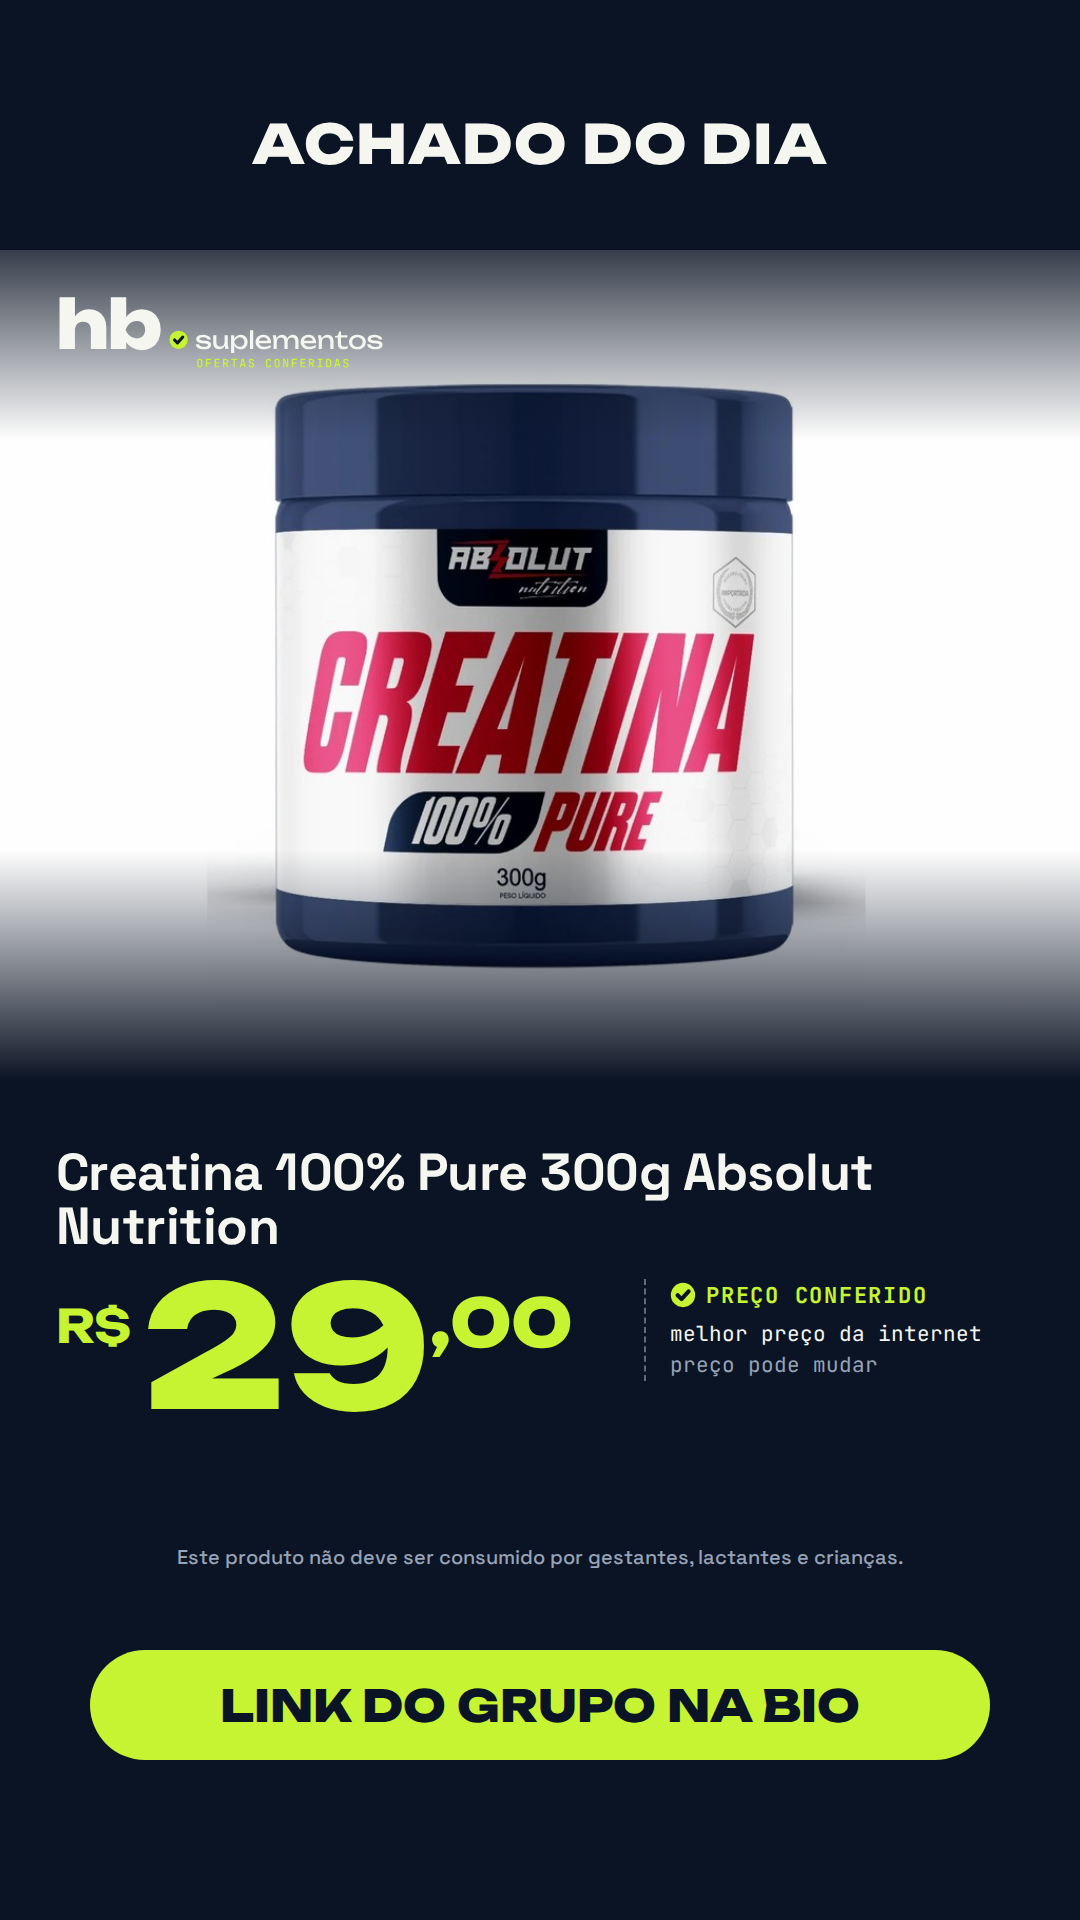 ACHADO DO DIA
hb suplementos
OFERTAS CONFERIDAS
ABSOLUT
nutrition
IMPORTADA
CREATINA
100% PURE
300g
PESO LÍQUIDO
Creatina 100% Pure 300g Absolut
Nutrition
R$ 29,00
PREÇO CONFERIDO
melhor preço da internet
preço pode mudar
Este produto não deve ser consumido por gestantes, lactantes e crianças.
LINK DO GRUPO NA BIO